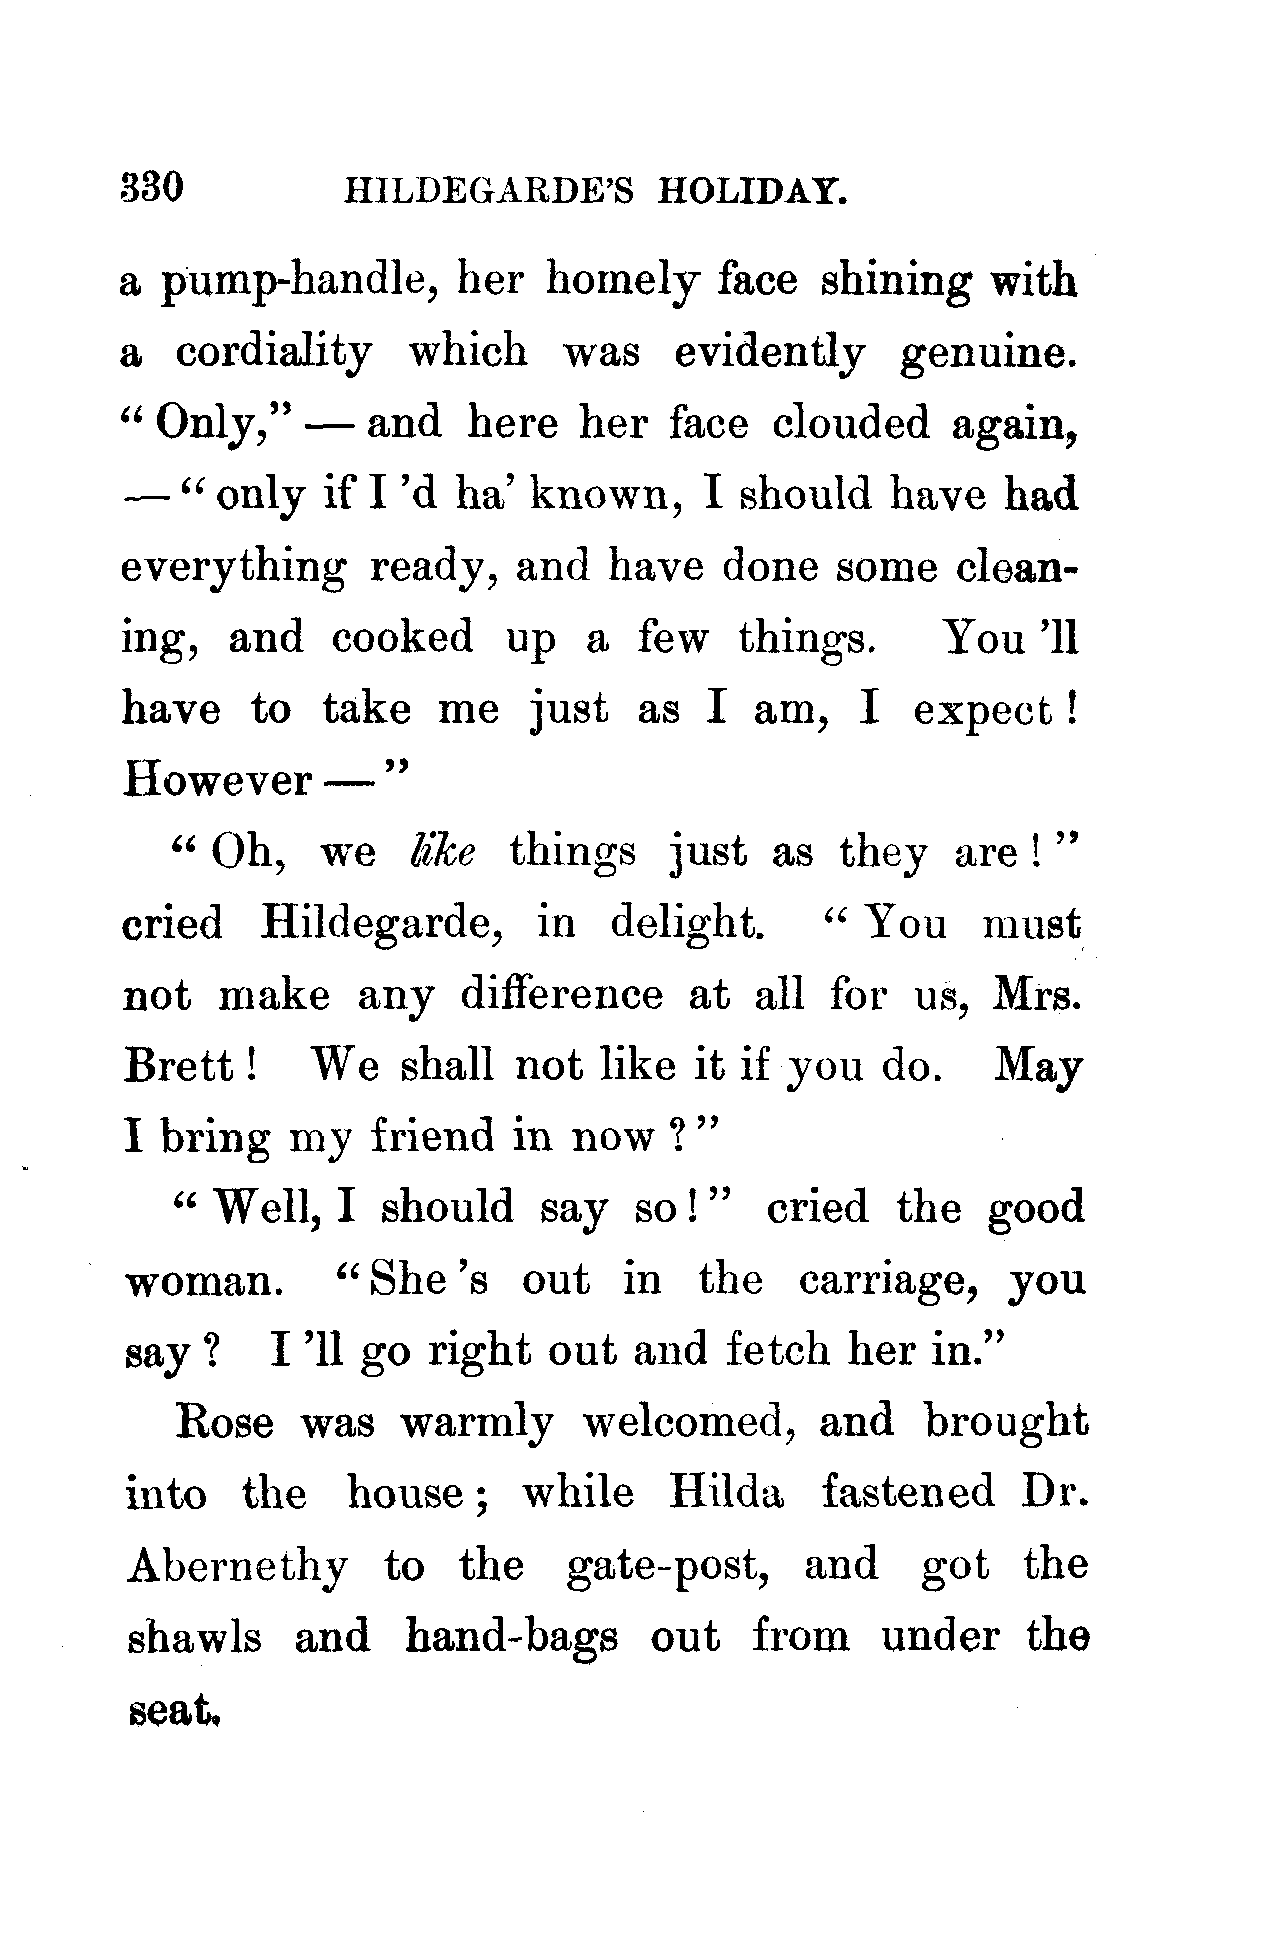 330 HILDEGARDE'S HOLIDAY.
a pump-handle, her homely face shining with
a cordiality which was evidently genuine.
“Only,” — and here her face clouded again,
— “only if I 'd ha' known, I should have had
everything ready, and have done some clean-
ing, and cooked up a few things. You 'll
have to take me just as I am, I expect!
However — ”
“Oh, we like things just as they are!”
cried Hildegarde, in delight. “You must
not make any difference at all for us, Mrs.
Brett! We shall not like it if you do. May
I bring my friend in now?”
“Well, I should say so!” cried the good
woman. “She 's out in the carriage, you
say? I 'll go right out and fetch her in.”
Rose was warmly welcomed, and brought
into the house; while Hilda fastened Dr.
Abernethy to the gate-post, and got the
shawls and hand-bags out from under the
seat.